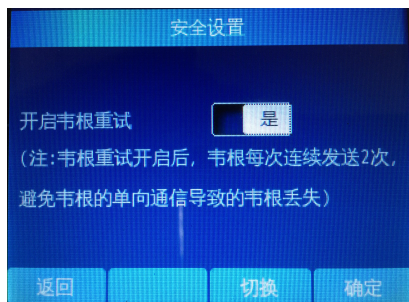 安全设置
开启韦根重试 是
(注:韦根重试开启后，韦根每次连续发送2次，
避免韦根的单向通信导致的韦根丢失)
返回 切换 确定